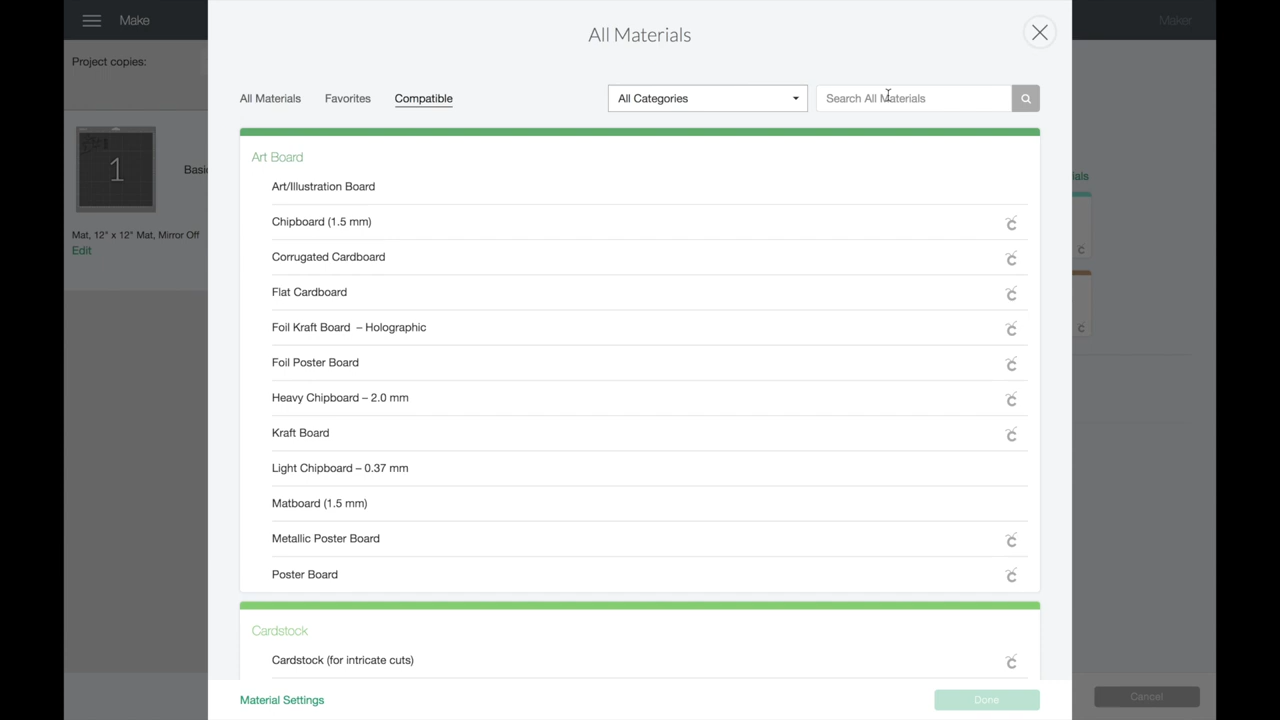 Make
All Materials
Maker
Project copies:
All Materials
Favorites
Compatible
All Categories
Search All Materials
Art Board
Art/Illustration Board
Chipboard (1.5 mm)
Corrugated Cardboard
Flat Cardboard
Foil Kraft Board – Holographic
Foil Poster Board
Heavy Chipboard – 2.0 mm
Kraft Board
Light Chipboard – 0.37 mm
Matboard (1.5 mm)
Metallic Poster Board
Poster Board
Cardstock
Cardstock (for intricate cuts)
1
Basic
Mat, 12" x 12" Mat, Mirror Off
Edit
ials
Material Settings
Done
Cancel